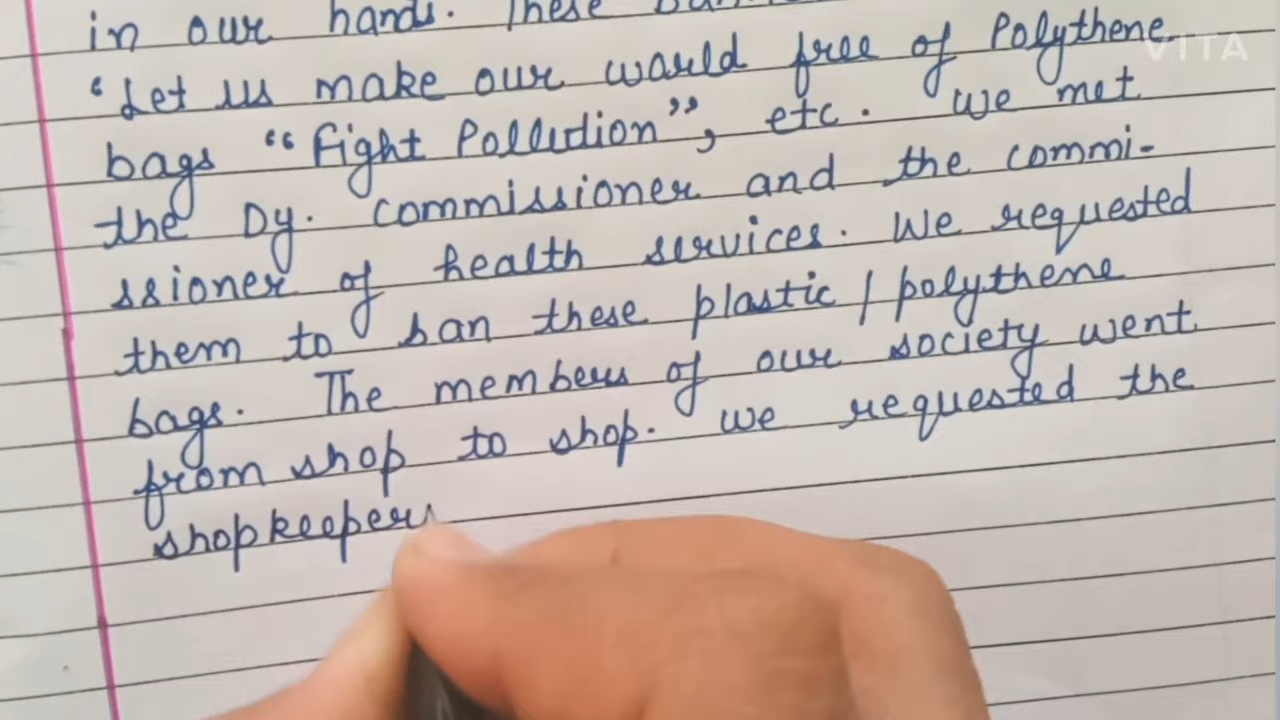 in our hands. These
"Let us make our world free of Polythene
bags "Fight Pollution", etc. We met
the Dy. Commissioner and the commi-
ssioner of health services. We requested
them to ban these plastic / polythene
bags. The members of our society went
from shop to shop. We requested the
shopkeepers
VITA